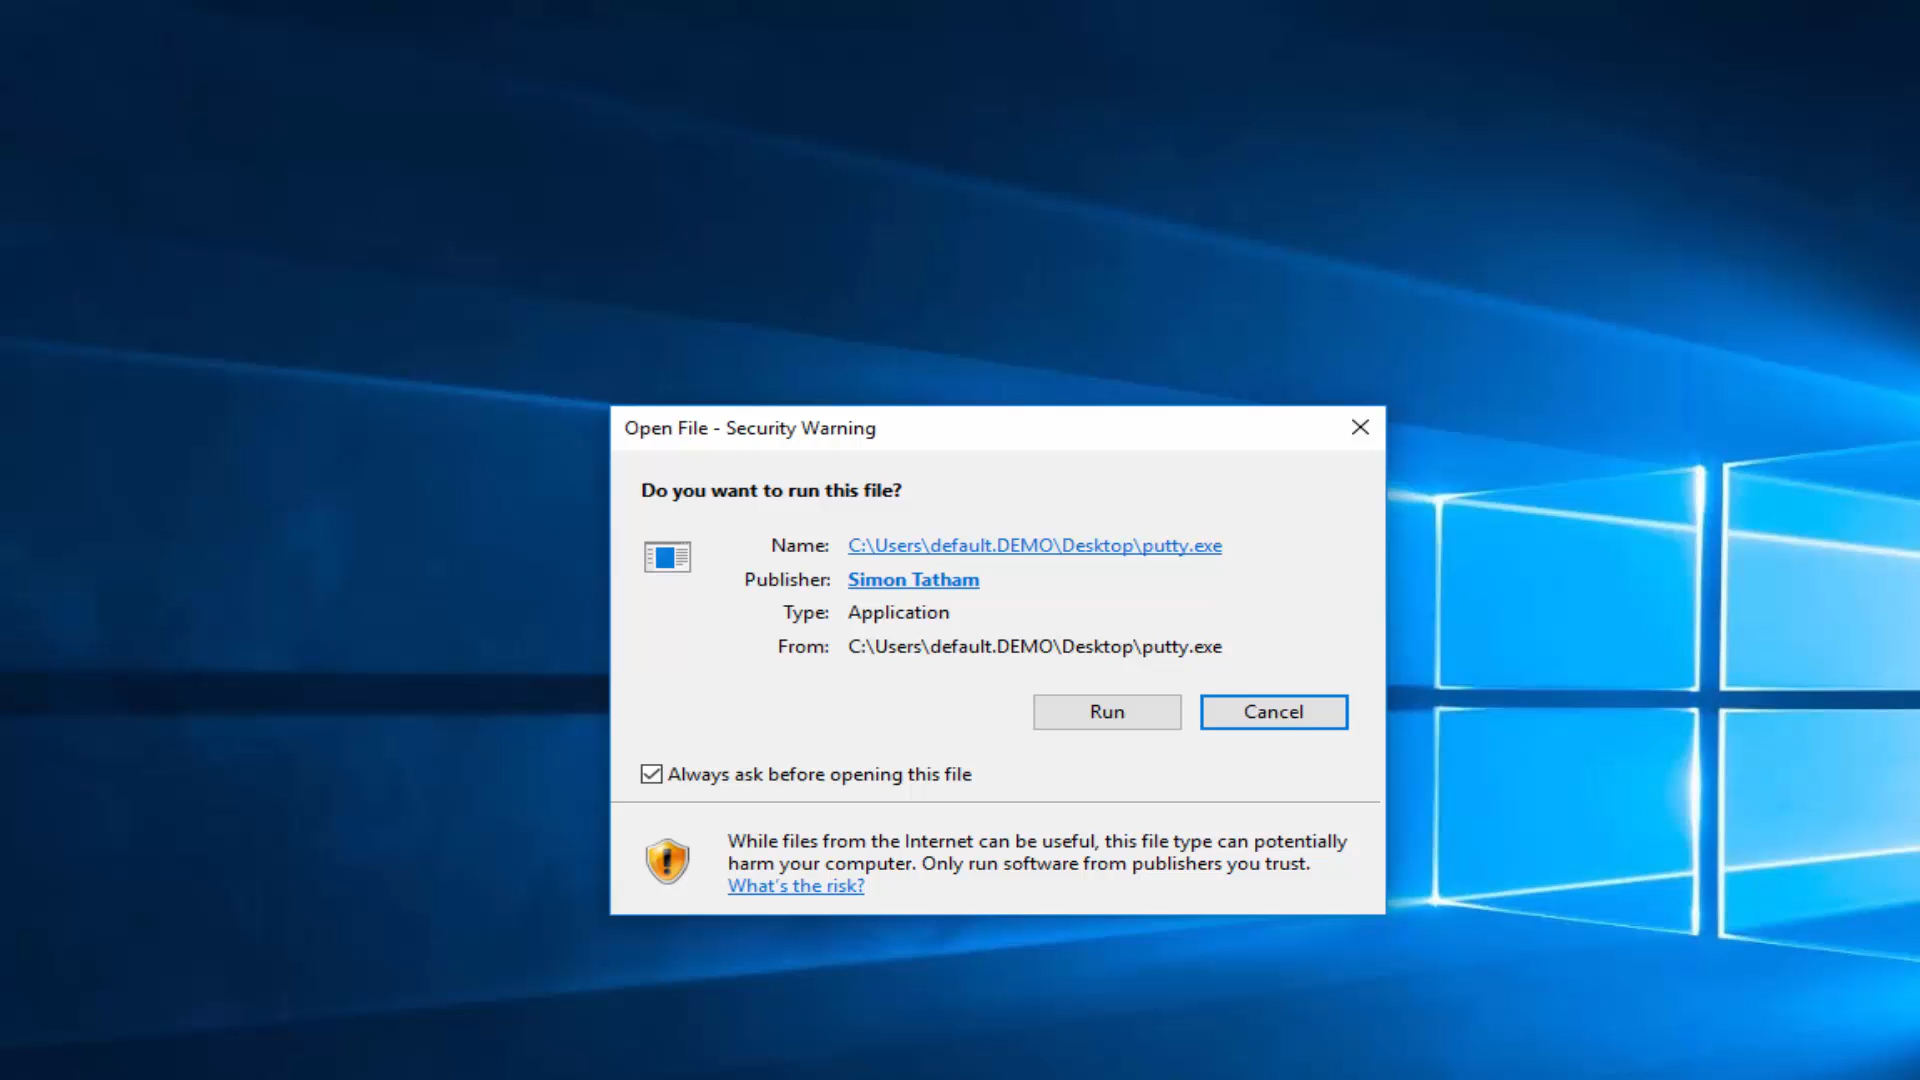 Open File - Security Warning
Do you want to run this file?
Name: C:\Users\default.DEMO\Desktop\putty.exe
Publisher: Simon Tatham
Type: Application
From: C:\Users\default.DEMO\Desktop\putty.exe
Run Cancel
Always ask before opening this file
While files from the Internet can be useful, this file type can potentially
harm your computer. Only run software from publishers you trust.
What's the risk?